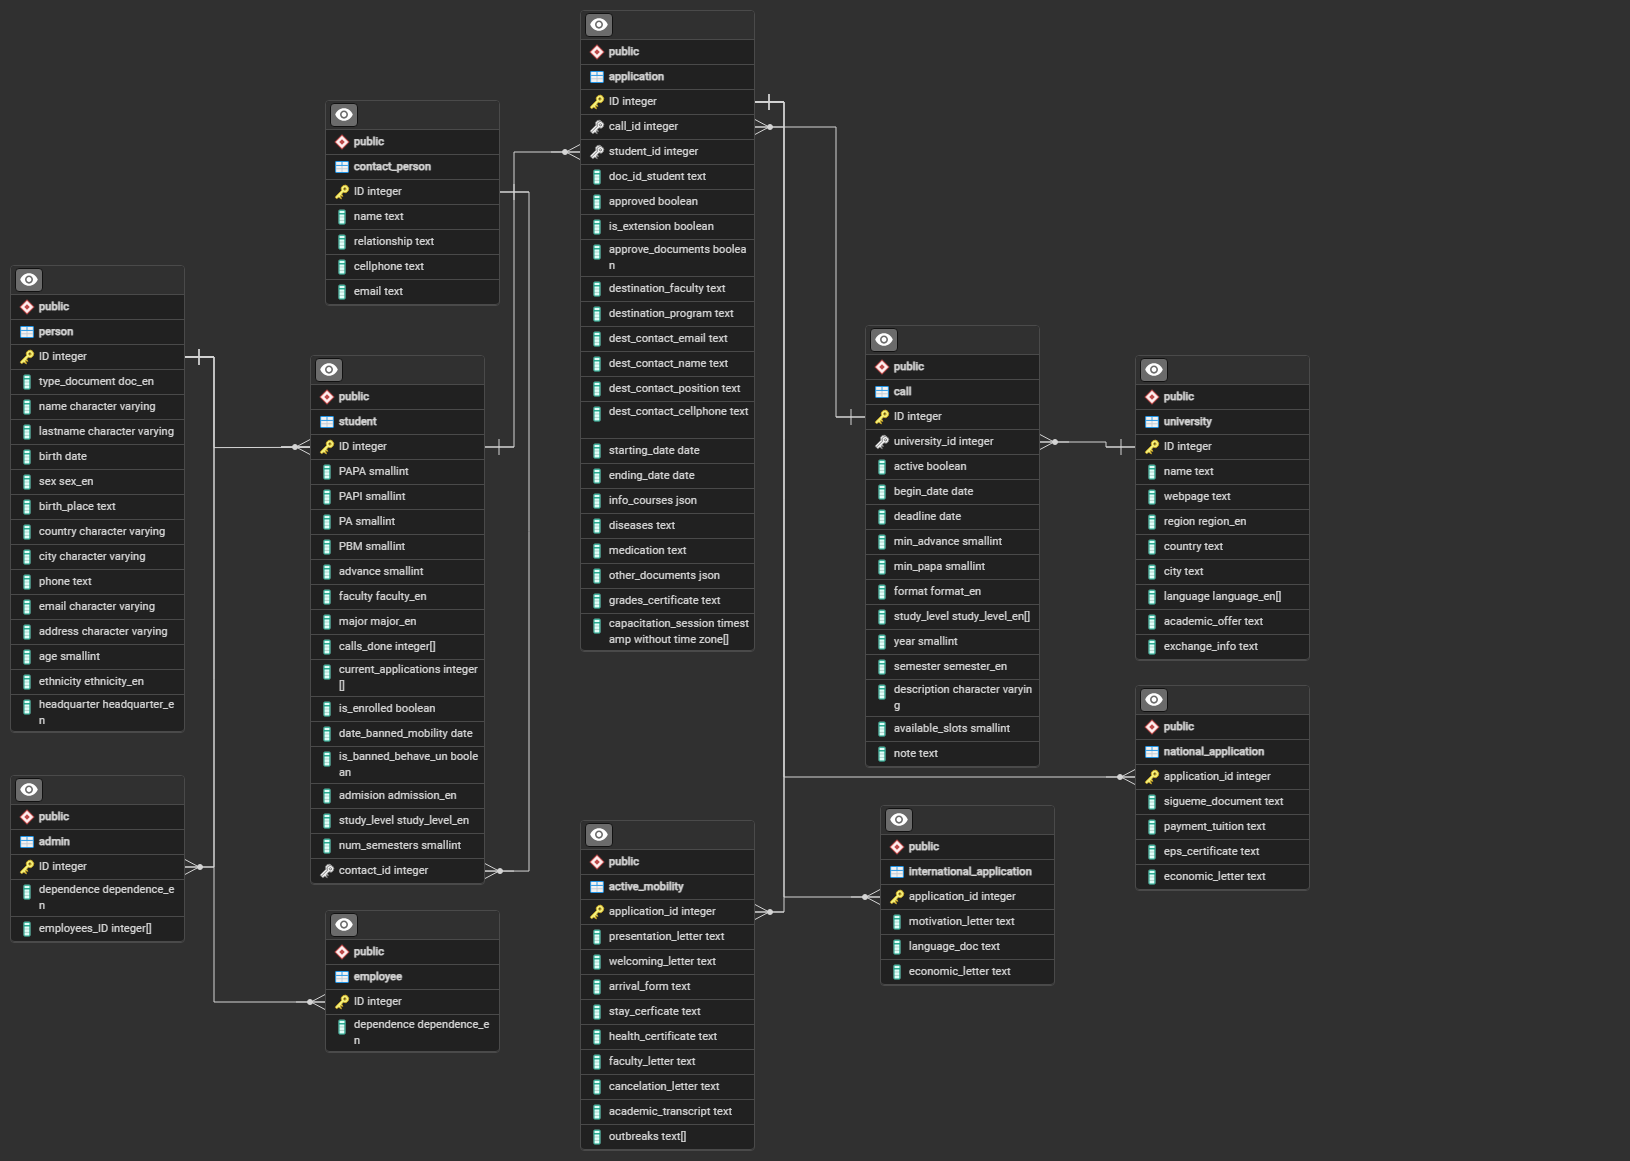 public
person
ID integer
type_document doc_en
name character varying
lastname character varying
birth date
sex sex_en
birth_place text
country character varying
city character varying
phone text
email character varying
address character varying
age smallint
ethnicity ethnicity_en
headquarter headquarter_e
n
public
admin
ID integer
dependence dependence_e
n
employees_ID integer[]
public
contact_person
ID integer
name text
relationship text
cellphone text
email text
public
student
ID integer
PAPA smallint
PAPI smallint
PA smallint
PBM smallint
advance smallint
faculty faculty_en
major major_en
calls_done integer[]
current_applications integer
[]
is_enrolled boolean
date_banned_mobility date
is_banned_behave_un boole
an
admision admission_en
study_level study_level_en
num_semesters smallint
contact_id integer
public
employee
ID integer
dependence dependence_e
n
public
application
ID integer
call_id integer
student_id integer
doc_id_student text
approved boolean
is_extension boolean
approve_documents boolea
n
destination_faculty text
destination_program text
dest_contact_email text
dest_contact_name text
dest_contact_position text
dest_contact_cellphone text
starting_date date
ending_date date
info_courses json
diseases text
medication text
other_documents json
grades_certificate text
capacitation_session timest
amp without time zone[]
public
active_mobility
application_id integer
presentation_letter text
welcoming_letter text
arrival_form text
stay_cerficate text
health_certificate text
faculty_letter text
cancelation_letter text
academic_transcript text
outbreaks text[]
public
call
ID integer
university_id integer
active boolean
begin_date date
deadline date
min_advance smallint
min_papa smallint
format format_en
study_level study_level_en[]
year smallint
semester semester_en
description character varyin
g
available_slots smallint
note text
public
international_application
application_id integer
motivation_letter text
language_doc text
economic_letter text
public
university
ID integer
name text
webpage text
region region_en
country text
city text
language language_en[]
academic_offer text
exchange_info text
public
national_application
application_id integer
sigueme_document text
payment_tuition text
eps_certificate text
economic_letter text